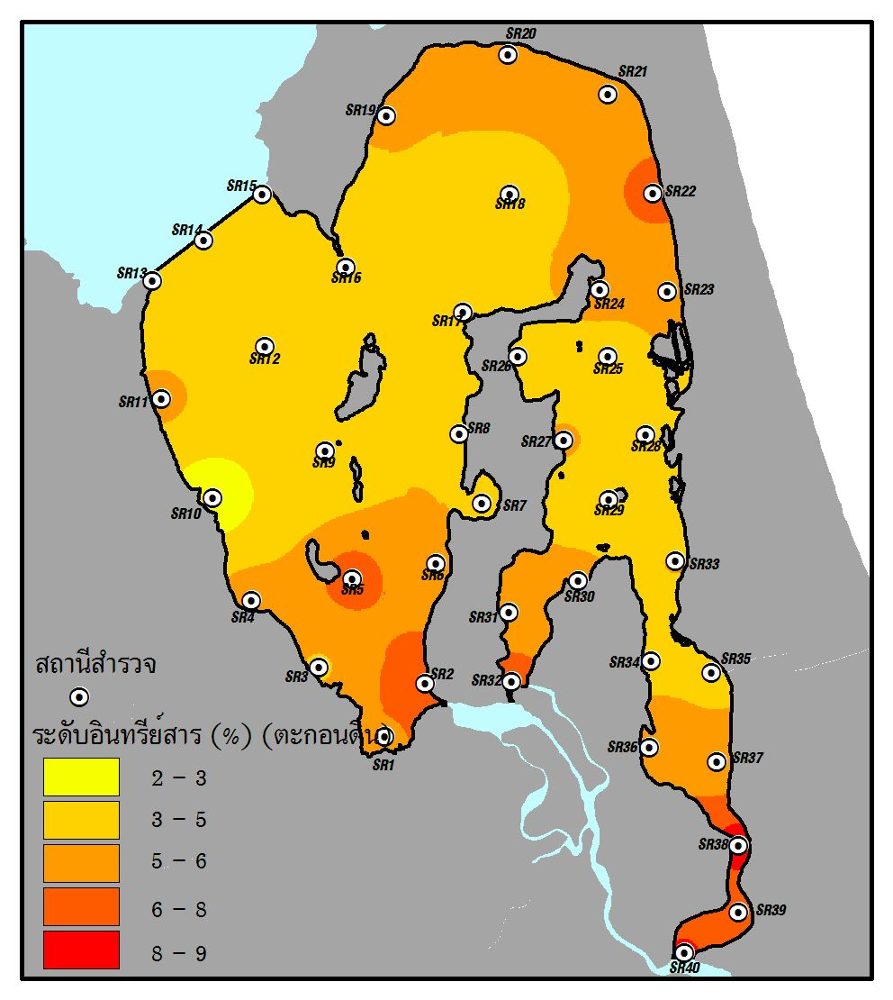 SR20
SR21
SR19
SR22
SR15
SR18
SR14
SR13
SR16
SR23
SR24
SR17
SR12
SR26
SR25
SR11
SR8
SR27
SR28
SR9
SR10
SR7
SR29
SR33
SR6
SR5
SR30
SR4
SR31
SR34
SR35
สถานีสำรวจ
SR3
SR2
SR32
ระดับอินทรีย์สาร (%) (ตะกอนดิน)
SR36
SR37
SR1
2 – 3
3 – 5
SR38
5 – 6
6 – 8
SR39
8 – 9
SR40